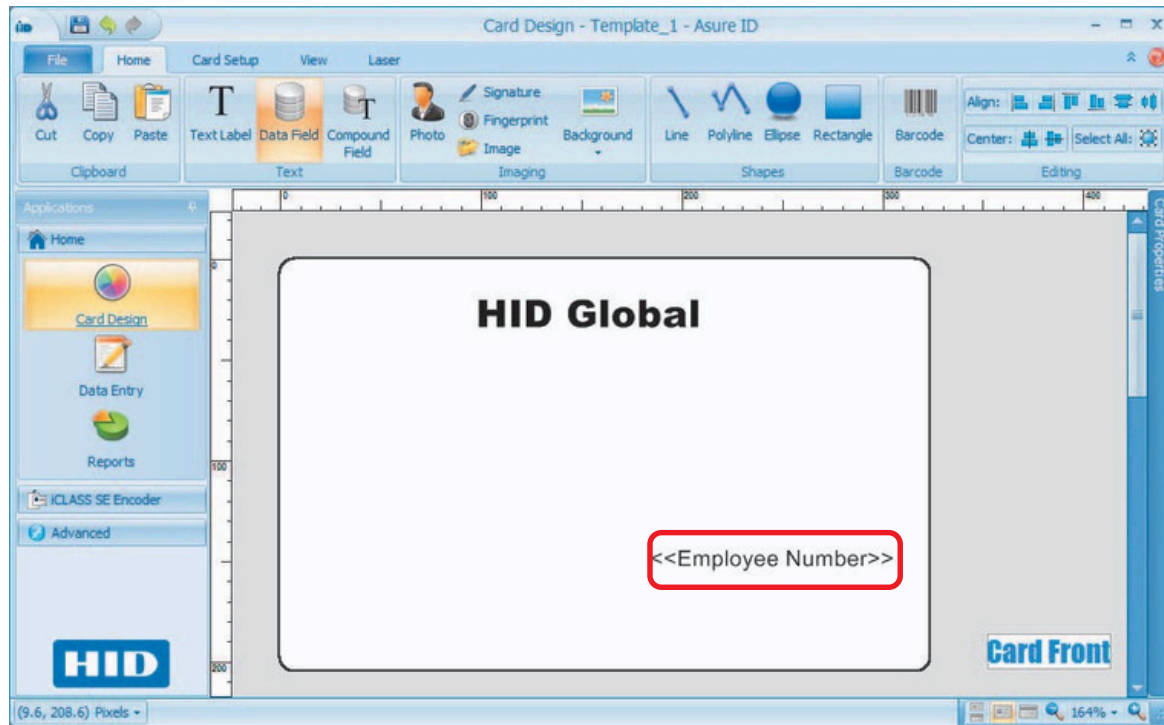 Card Design - Template_1 - Asure ID
File Home Card Setup View Laser
Cut Copy Paste Text Label Data Field Compound Field Photo Signature Fingerprint Image Background Line Polyline Ellipse Rectangle Barcode Align: Center: Select All:
Clipboard Text Imaging Shapes Barcode Editing
Applications
Home
Card Design
Data Entry
Reports
iCLASS SE Encoder
Advanced
HID
0 100 200 300 400
0
100
200
HID Global
<<Employee Number>>
Card Front
Card Properties
(9.6, 208.6) Pixels
164%